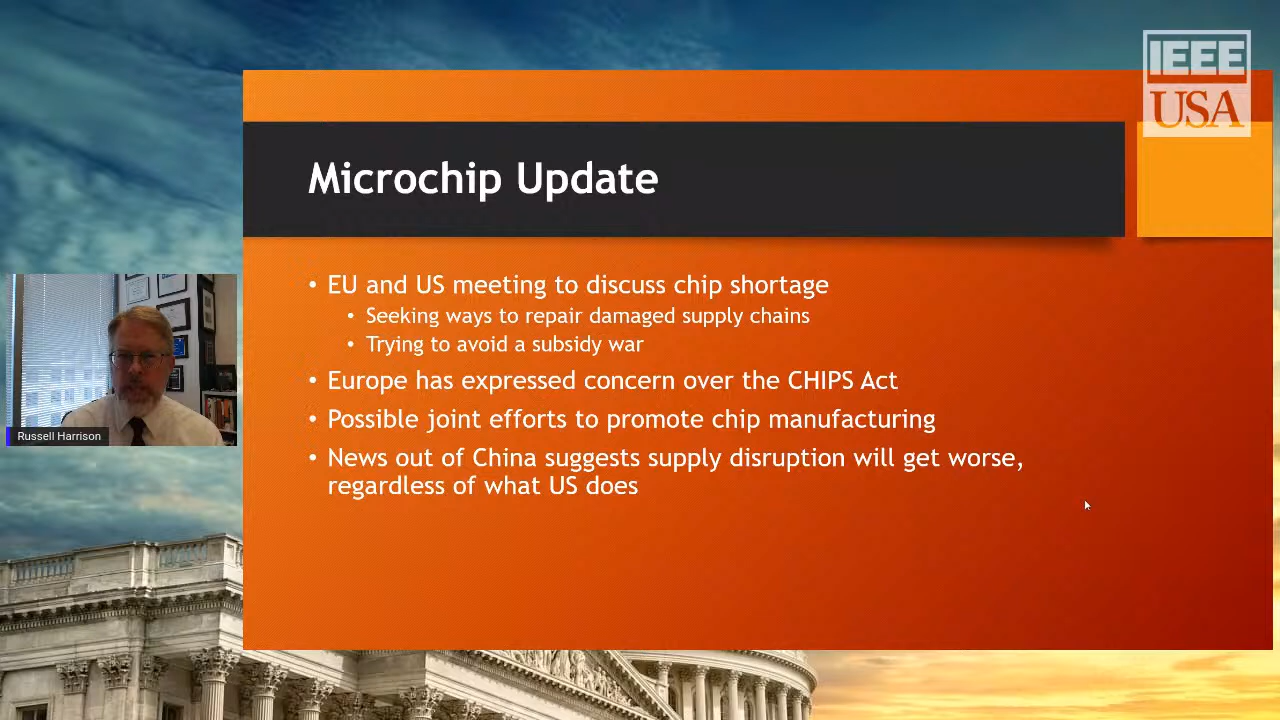 IEEE
USA
Microchip Update
• EU and US meeting to discuss chip shortage
• Seeking ways to repair damaged supply chains
• Trying to avoid a subsidy war
• Europe has expressed concern over the CHIPS Act
• Possible joint efforts to promote chip manufacturing
• News out of China suggests supply disruption will get worse,
regardless of what US does
Russell Harrison